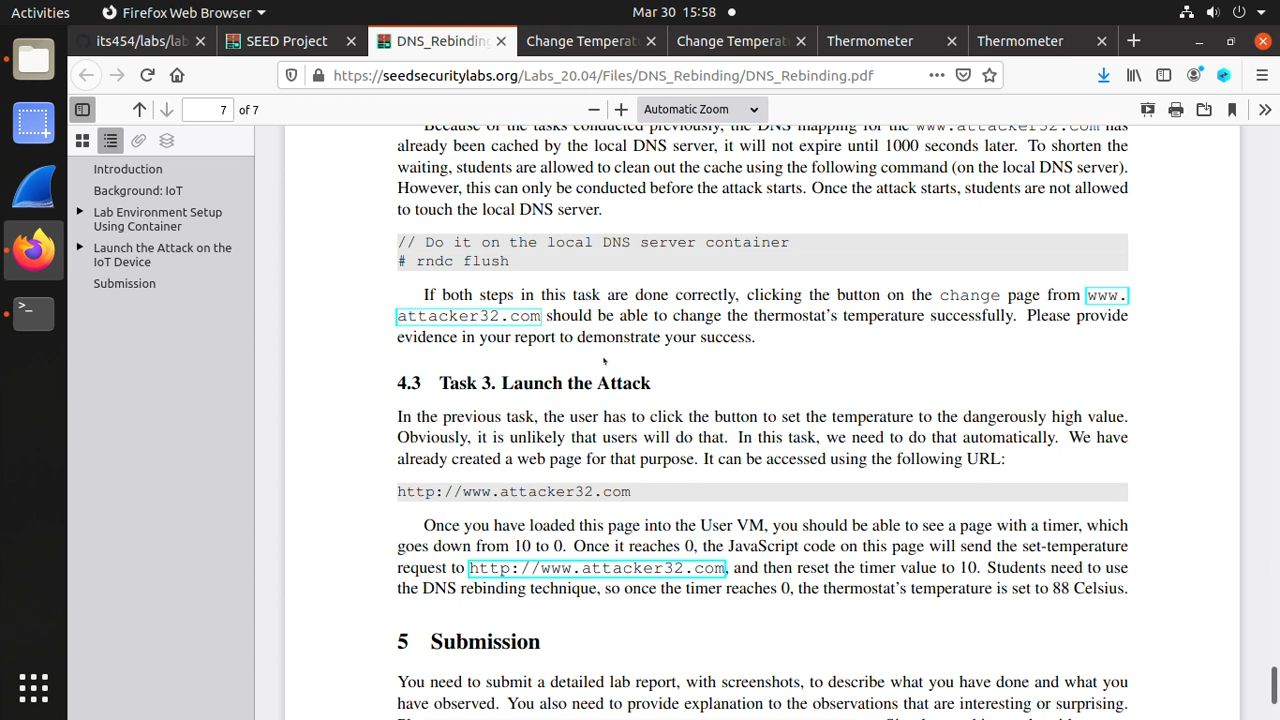 Activities
Firefox Web Browser
Mar 30 15:58
its454/labs/lab
SEED Project
DNS_Rebinding
Change Temperat
Change Temperat
Thermometer
Thermometer
https://seedsecuritylabs.org/Labs_20.04/Files/DNS_Rebinding/DNS_Rebinding.pdf
7 of 7
Automatic Zoom
Introduction
Background: IoT
Lab Environment Setup
Using Container
Launch the Attack on the
IoT Device
Submission
Because of the tasks conducted previously, the DNS mapping for the www.attacker32.com has
already been cached by the local DNS server, it will not expire until 1000 seconds later. To shorten the
waiting, students are allowed to clean out the cache using the following command (on the local DNS server).
However, this can only be conducted before the attack starts. Once the attack starts, students are not allowed
to touch the local DNS server.
// Do it on the local DNS server container
# rndc flush
If both steps in this task are done correctly, clicking the button on the change page from www.
attacker32.com should be able to change the thermostat's temperature successfully. Please provide
evidence in your report to demonstrate your success.
4.3 Task 3. Launch the Attack
In the previous task, the user has to click the button to set the temperature to the dangerously high value.
Obviously, it is unlikely that users will do that. In this task, we need to do that automatically. We have
already created a web page for that purpose. It can be accessed using the following URL:
http://www.attacker32.com
Once you have loaded this page into the User VM, you should be able to see a page with a timer, which
goes down from 10 to 0. Once it reaches 0, the JavaScript code on this page will send the set-temperature
request to http://www.attacker32.com, and then reset the timer value to 10. Students need to use
the DNS rebinding technique, so once the timer reaches 0, the thermostat's temperature is set to 88 Celsius.
5 Submission
You need to submit a detailed lab report, with screenshots, to describe what you have done and what you
have observed. You also need to provide explanation to the observations that are interesting or surprising.